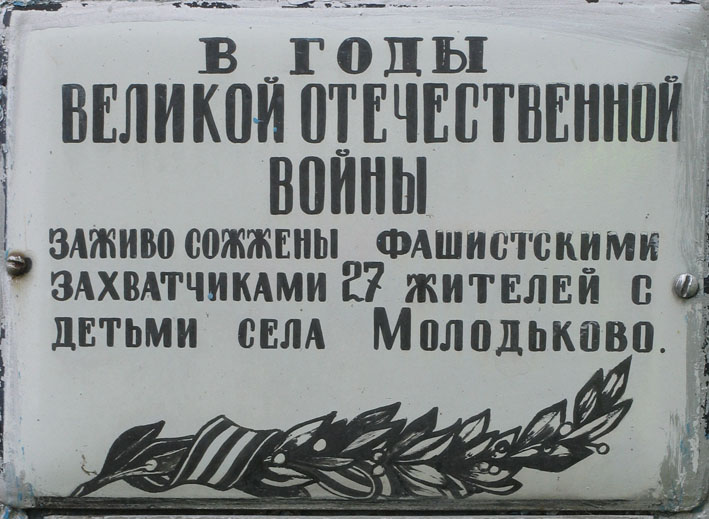 В ГОДЫ
ВЕЛИКОЙ ОТЕЧЕСТВЕННОЙ
ВОЙНЫ
ЗАЖИВО СОЖЖЕНЫ ФАШИСТСКИМИ
ЗАХВАТЧИКАМИ 27 ЖИТЕЛЕЙ С
ДЕТЬМИ СЕЛА МОЛОДЬКОВО.